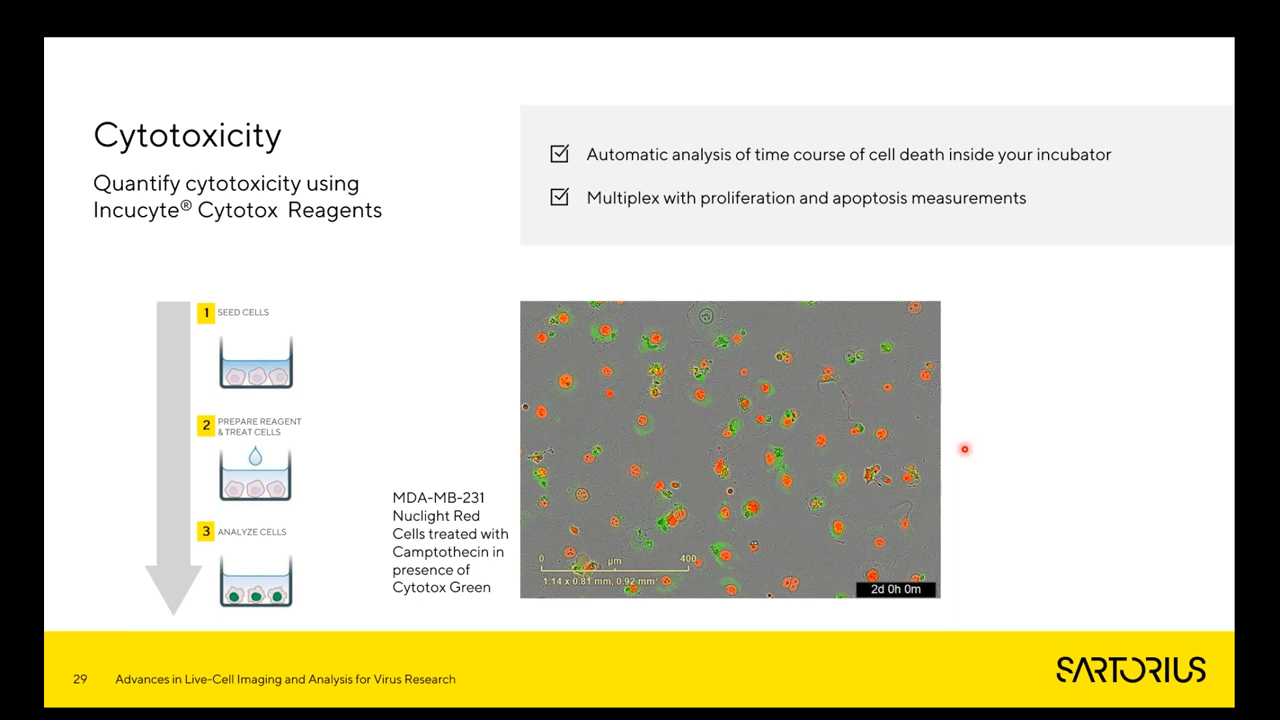 Cytotoxicity
Quantify cytotoxicity using
Incucyte® Cytotox Reagents
Automatic analysis of time course of cell death inside your incubator
Multiplex with proliferation and apoptosis measurements
1 SEED CELLS
2 PREPARE REAGENT
& TREAT CELLS
3 ANALYZE CELLS
MDA-MB-231
Nuclight Red
Cells treated with
Camptothecin in
presence of
Cytotox Green
0 µm 400
1.14 x 0.81 mm, 0.92 mm²
2d 0h 0m
29 Advances in Live-Cell Imaging and Analysis for Virus Research
SARTORIUS